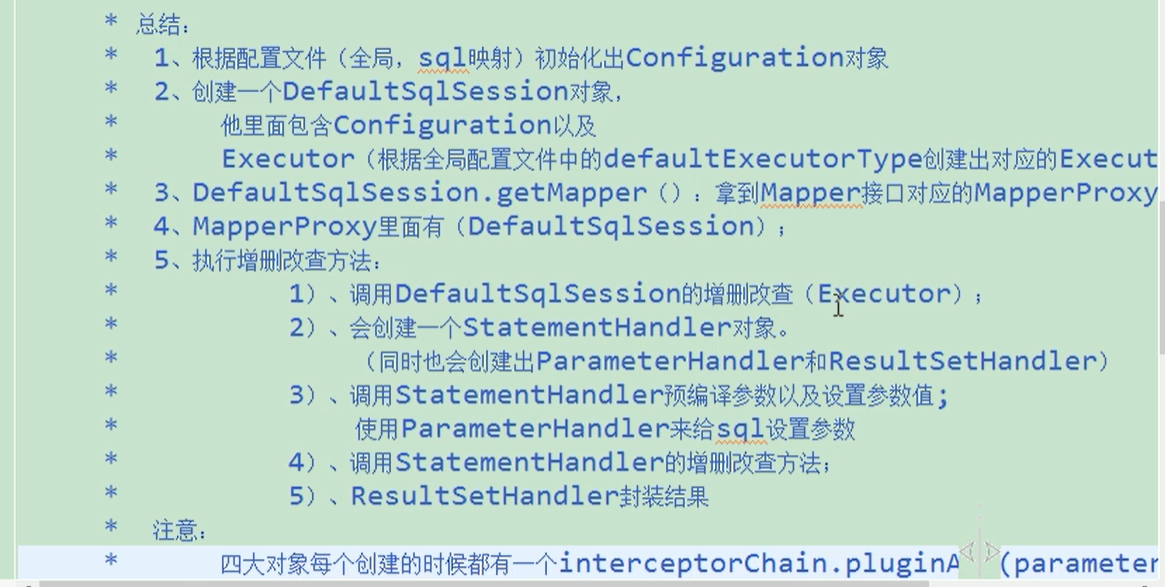 * 总结:
* 1、根据配置文件（全局，sql映射）初始化出Configuration对象
* 2、创建一个DefaultSqlSession对象，
* 他里面包含Configuration以及
* Executor（根据全局配置文件中的defaultExecutorType创建出对应的Execut
* 3、DefaultSqlSession.getMapper（）：拿到Mapper接口对应的MapperProxy
* 4、MapperProxy里面有（DefaultSqlSession）；
* 5、执行增删改查方法:
* 1）、调用DefaultSqlSession的增删改查（Executor）；
* 2）、会创建一个StatementHandler对象。
* （同时也会创建出ParameterHandler和ResultSetHandler）
* 3）、调用StatementHandler预编译参数以及设置参数值;
* 使用ParameterHandler来给sql设置参数
* 4）、调用StatementHandler的增删改查方法；
* 5）、ResultSetHandler封装结果
* 注意:
* 四大对象每个创建的时候都有一个interceptorChain.pluginA (parameter